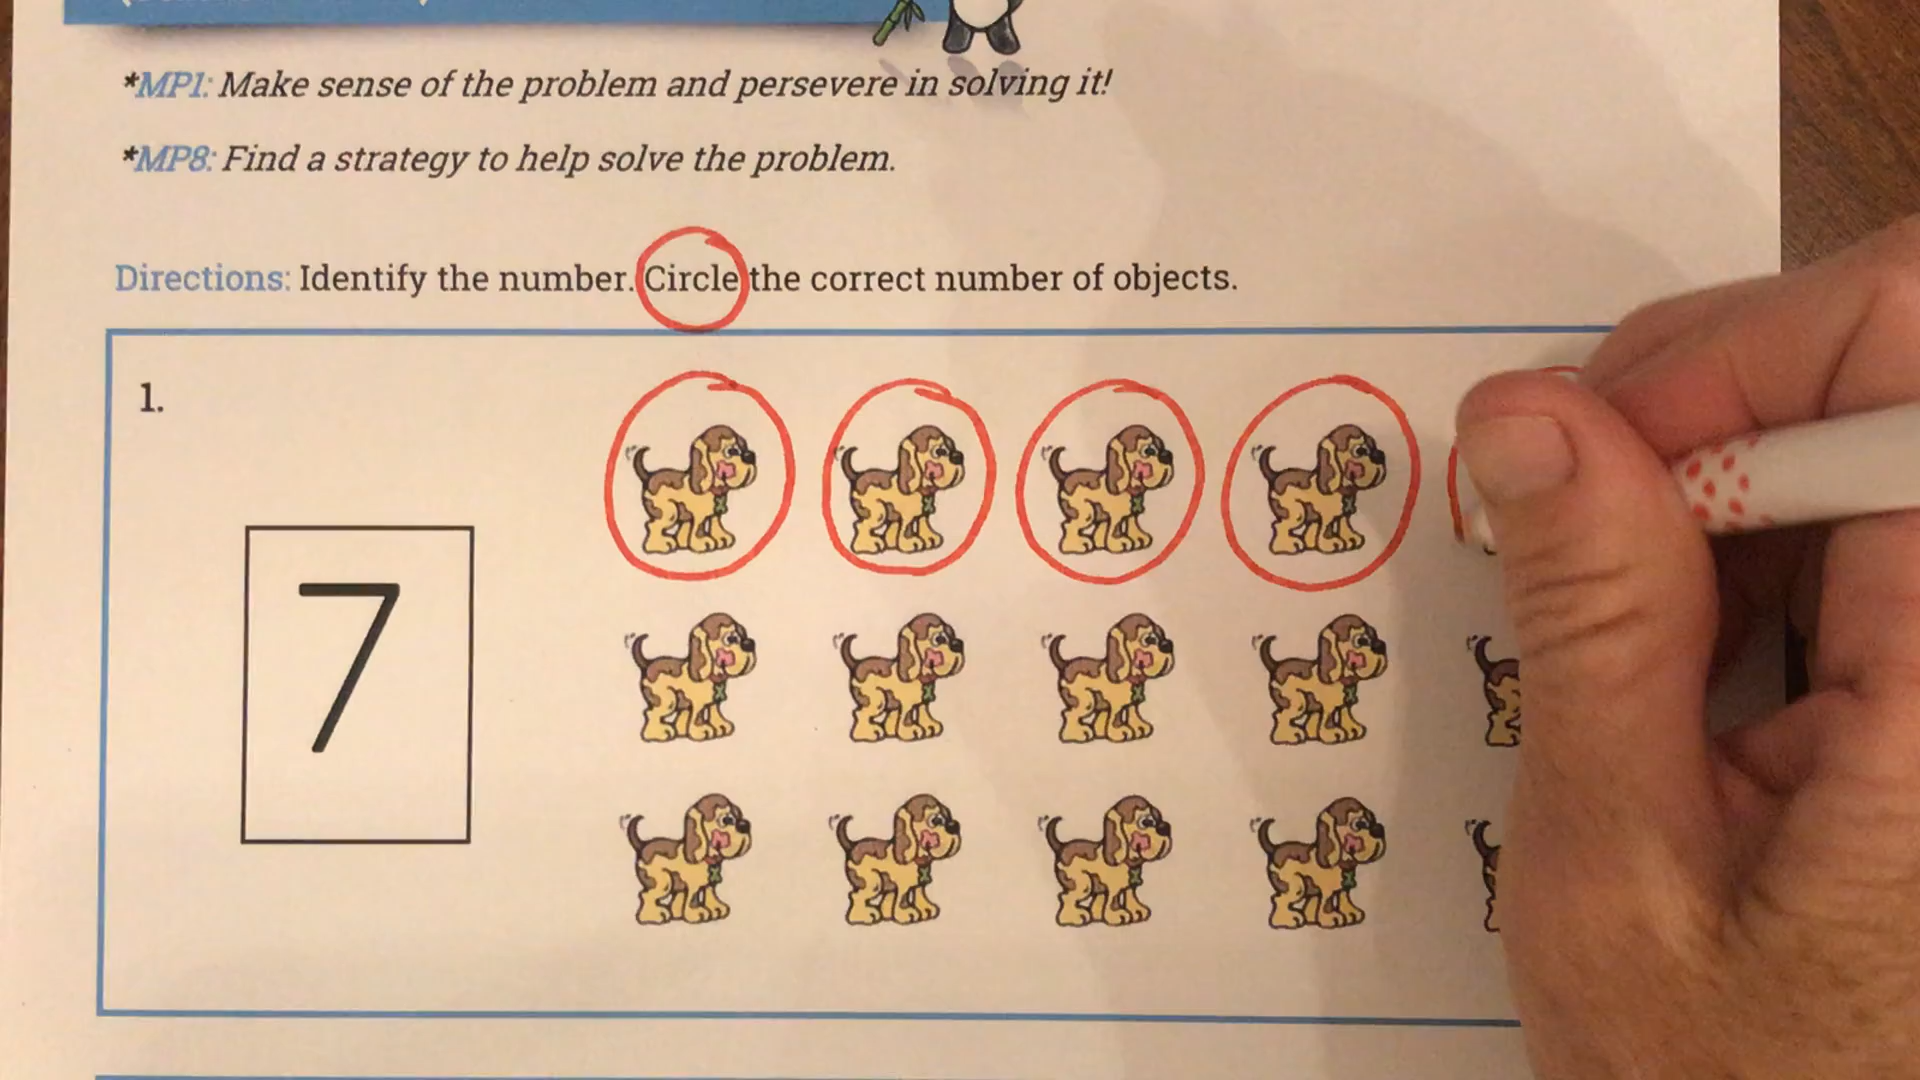 *MP1: Make sense of the problem and persevere in solving it!
*MP8: Find a strategy to help solve the problem.
Directions: Identify the number. Circle the correct number of objects.
1.
7